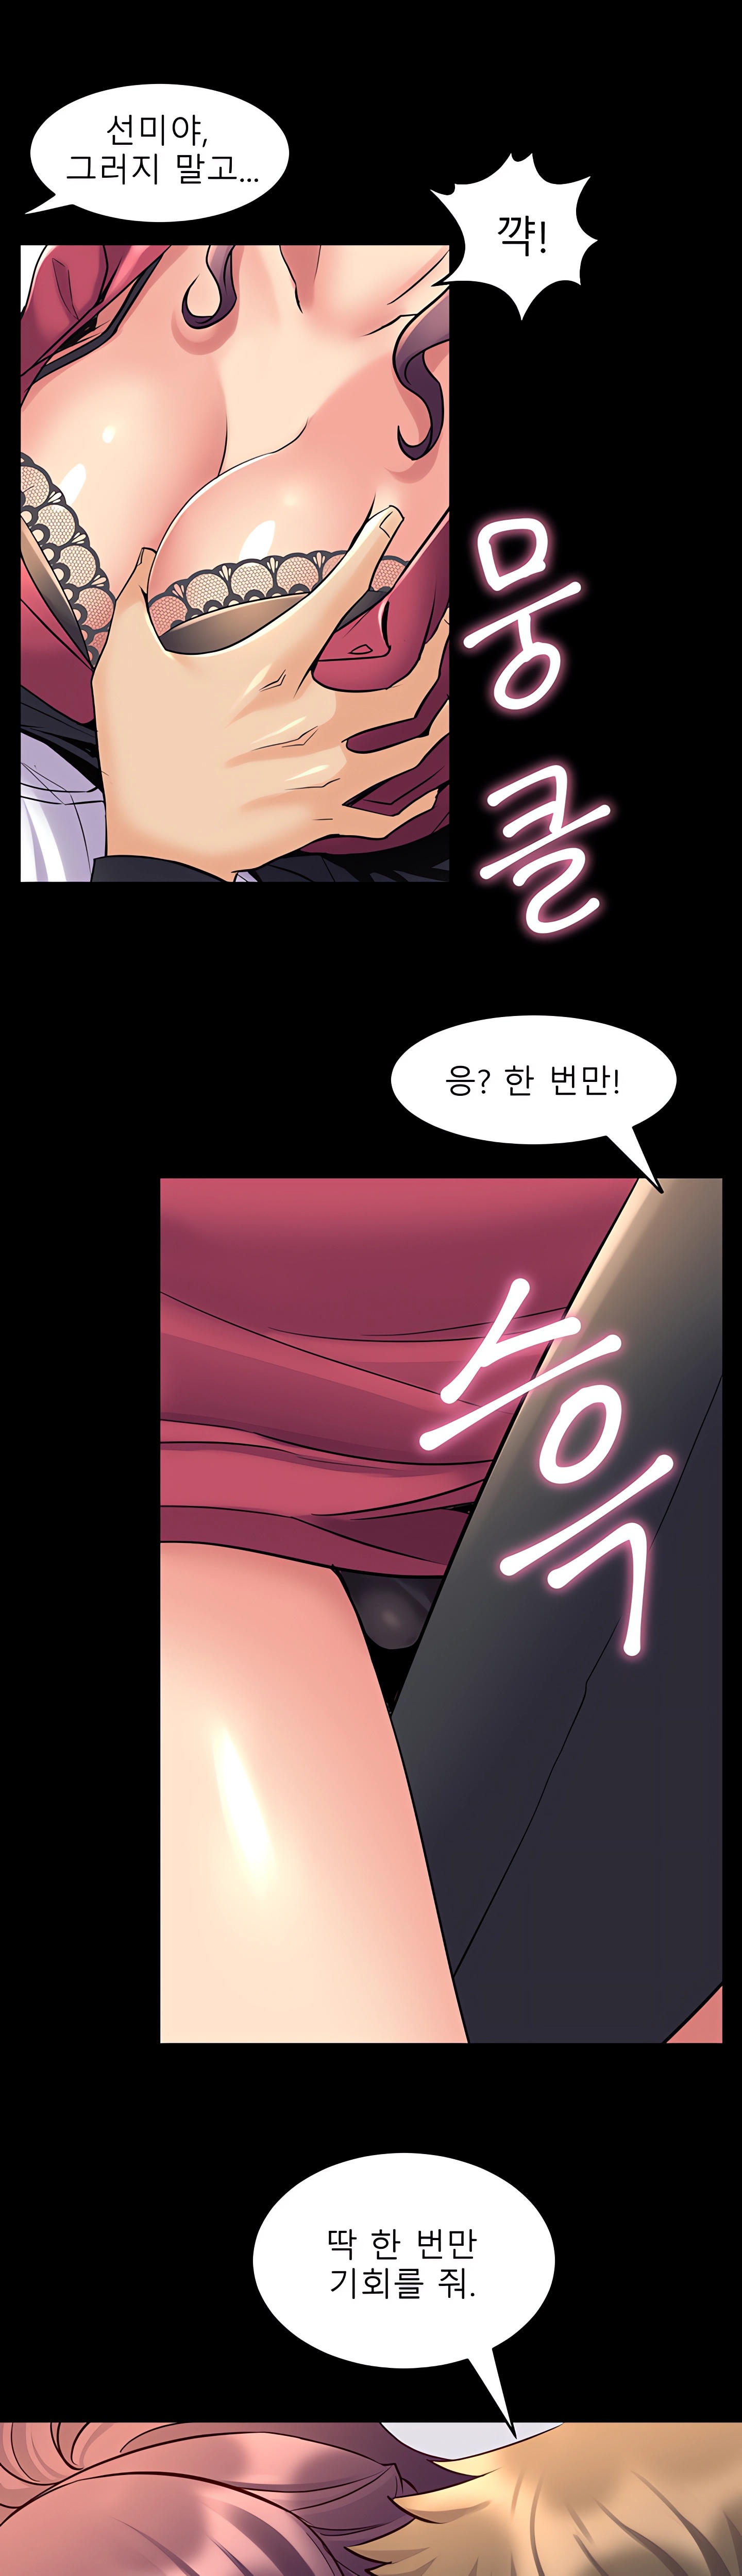 선미야,
그러지 말고...
꺅!
뭉
클
응? 한 번만!
스
윽
딱 한 번만
기회를 줘.